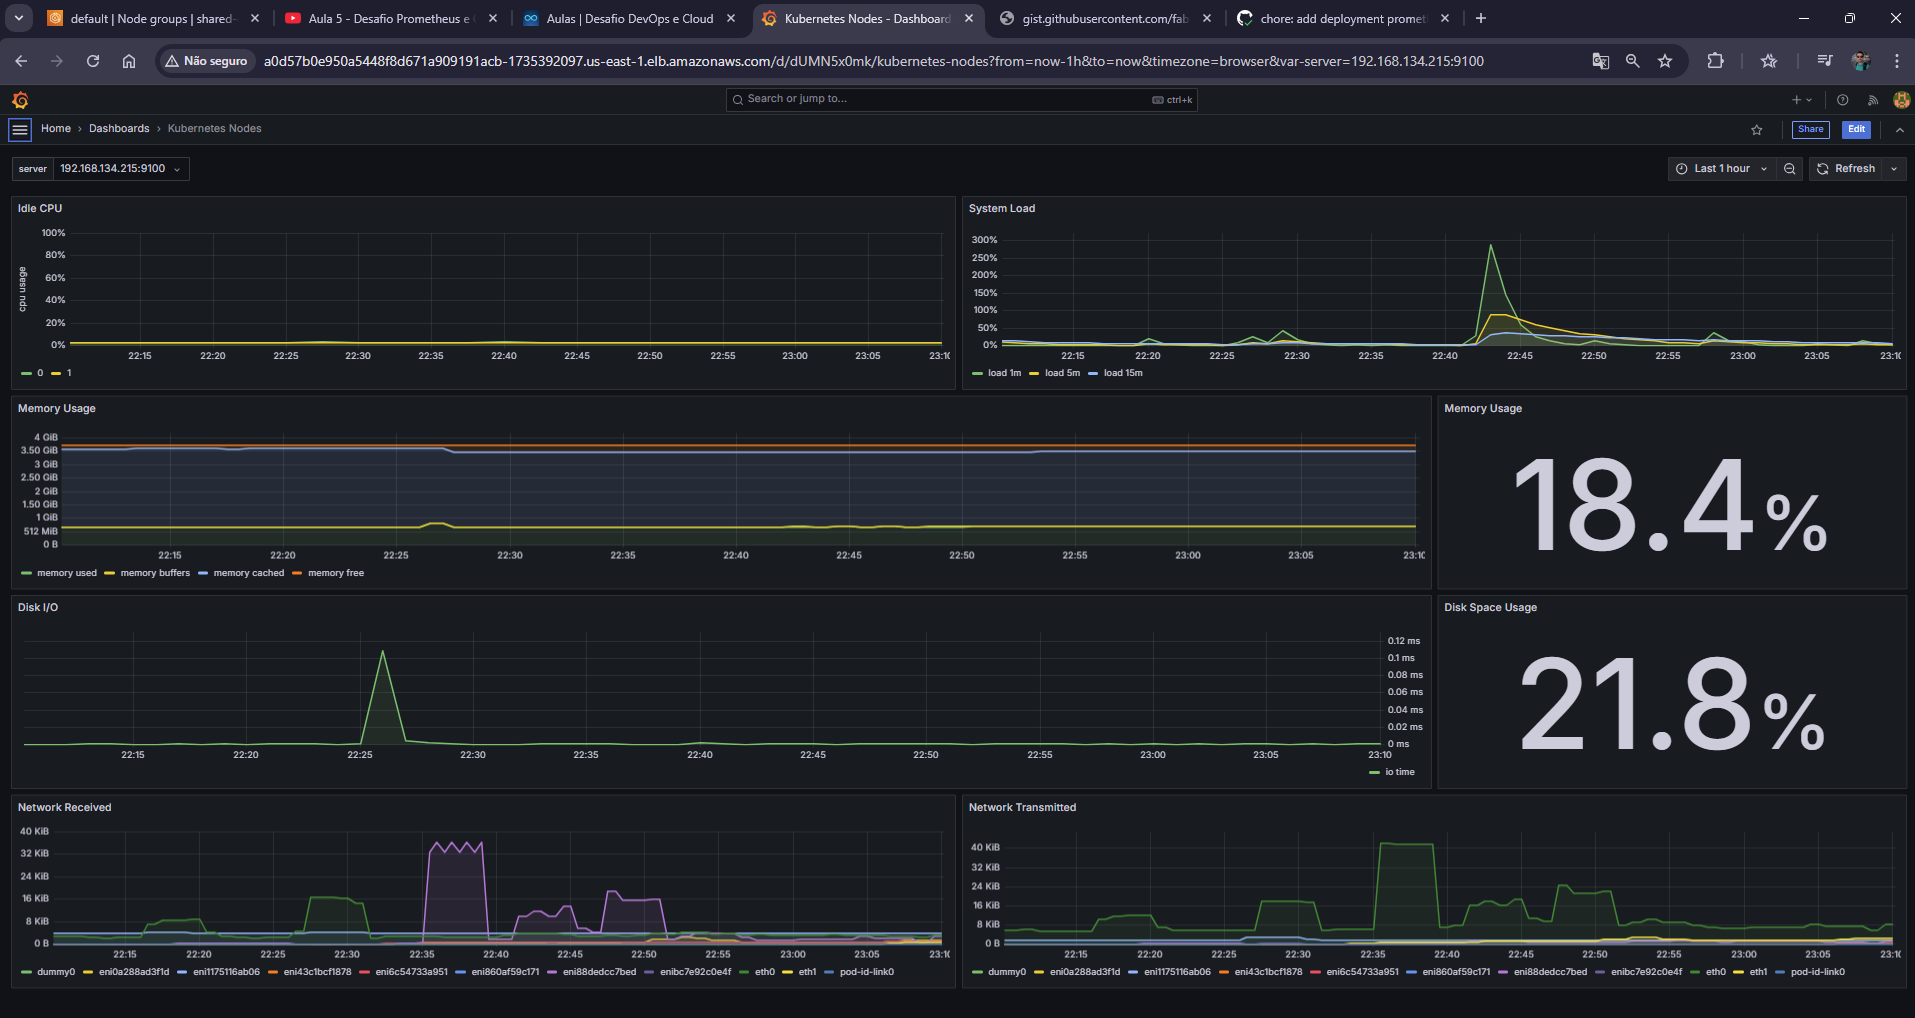 default | Node groups | shared-
Aula 5 - Desafio Prometheus e
Aulas | Desafio DevOps e Cloud
Kubernetes Nodes - Dashboard
gist.githubusercontent.com/fab
chore: add deployment promet
Não seguro a0d57b0e950a5448f8d671a909191acb-1735392097.us-east-1.elb.amazonaws.com/d/dUMN5x0mk/kubernetes-nodes?from=now-1h&to=now&timezone=browser&var-server=192.168.134.215:9100
Search or jump to... ctrl+k
Home › Dashboards › Kubernetes Nodes
Share Edit
server 192.168.134.215:9100
Last 1 hour Refresh
Idle CPU
cpu usage
100%
80%
60%
40%
20%
0%
22:15 22:20 22:25 22:30 22:35 22:40 22:45 22:50 22:55 23:00 23:05 23:10
0 1
System Load
300%
250%
200%
150%
100%
50%
0%
22:15 22:20 22:25 22:30 22:35 22:40 22:45 22:50 22:55 23:00 23:05 23:10
load 1m load 5m load 15m
Memory Usage
4 GiB
3.50 GiB
3 GiB
2.50 GiB
2 GiB
1.50 GiB
1 GiB
512 MiB
0 B
22:15 22:20 22:25 22:30 22:35 22:40 22:45 22:50 22:55 23:00 23:05 23:10
memory used memory buffers memory cached memory free
Memory Usage
18.4%
Disk I/O
0.12 ms
0.1 ms
0.08 ms
0.06 ms
0.04 ms
0.02 ms
0 ms
22:15 22:20 22:25 22:30 22:35 22:40 22:45 22:50 22:55 23:00 23:05 23:10
io time
Disk Space Usage
21.8%
Network Received
40 KiB
32 KiB
24 KiB
16 KiB
8 KiB
0 B
22:15 22:20 22:25 22:30 22:35 22:40 22:45 22:50 22:55 23:00 23:05 23:10
dummy0 eni0a288ad3f1d eni1175116ab06 eni43c1bcf1878 eni6c54733a951 eni860af59c171 eni88dedcc7bed enibc7e92c0e4f eth0 eth1 pod-id-link0
Network Transmitted
40 KiB
32 KiB
24 KiB
16 KiB
8 KiB
0 B
22:15 22:20 22:25 22:30 22:35 22:40 22:45 22:50 22:55 23:00 23:05 23:10
dummy0 eni0a288ad3f1d eni1175116ab06 eni43c1bcf1878 eni6c54733a951 eni860af59c171 eni88dedcc7bed enibc7e92c0e4f eth0 eth1 pod-id-link0